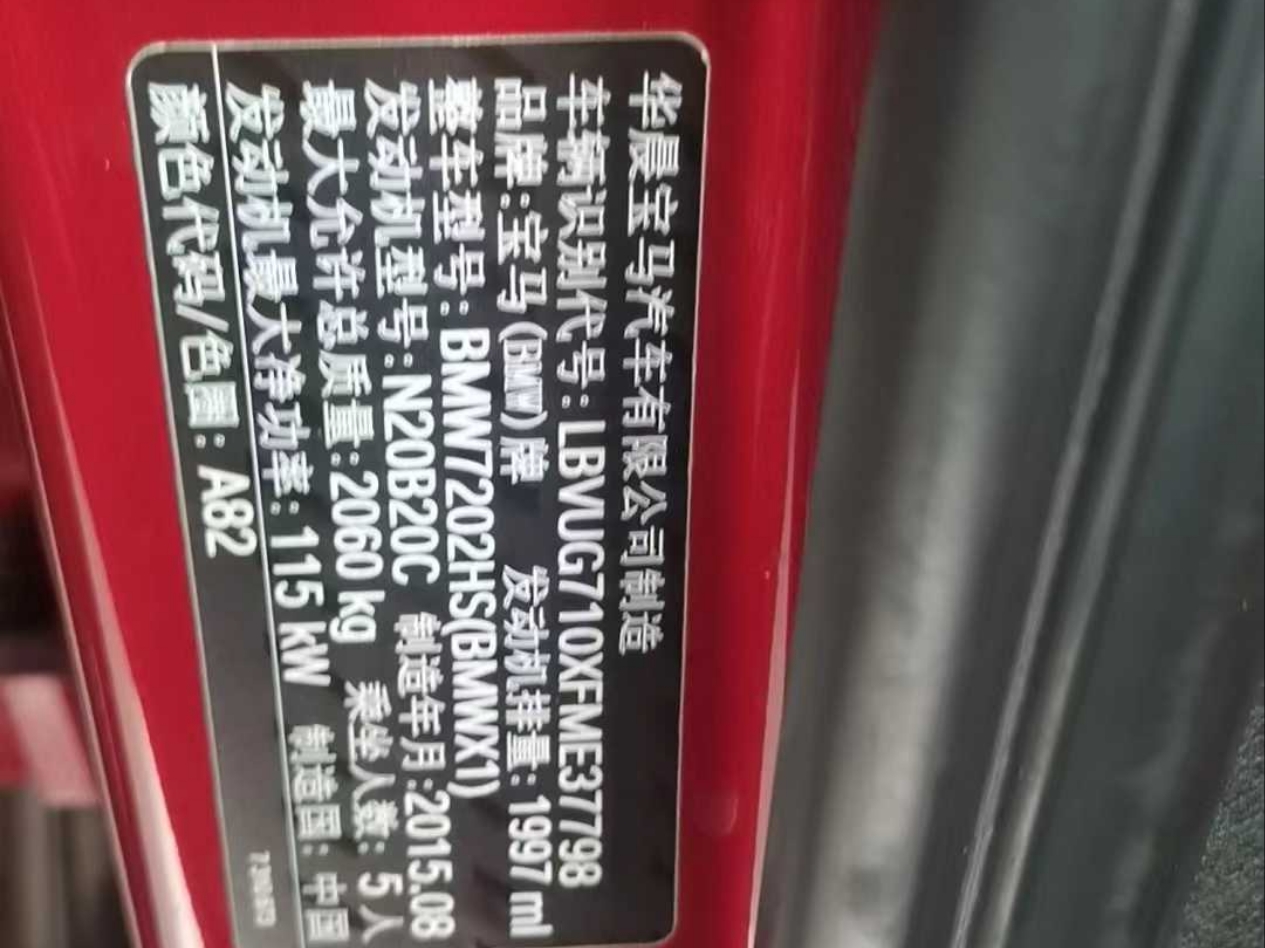 华晨宝马汽车有限公司制造
车辆识别代号:LBVUG710XFME37798
品牌:宝马(BMW)牌 发动机排量:1997 ml
整车型号:BMW7202HS(BMWX1)
发动机型号:N20B20C 制造年月:2015.08
最大允许总质量:2060 kg 乘坐人数:5人
发动机最大净功率:115 kW 制造国:中国
颜色代码/色圈:A82